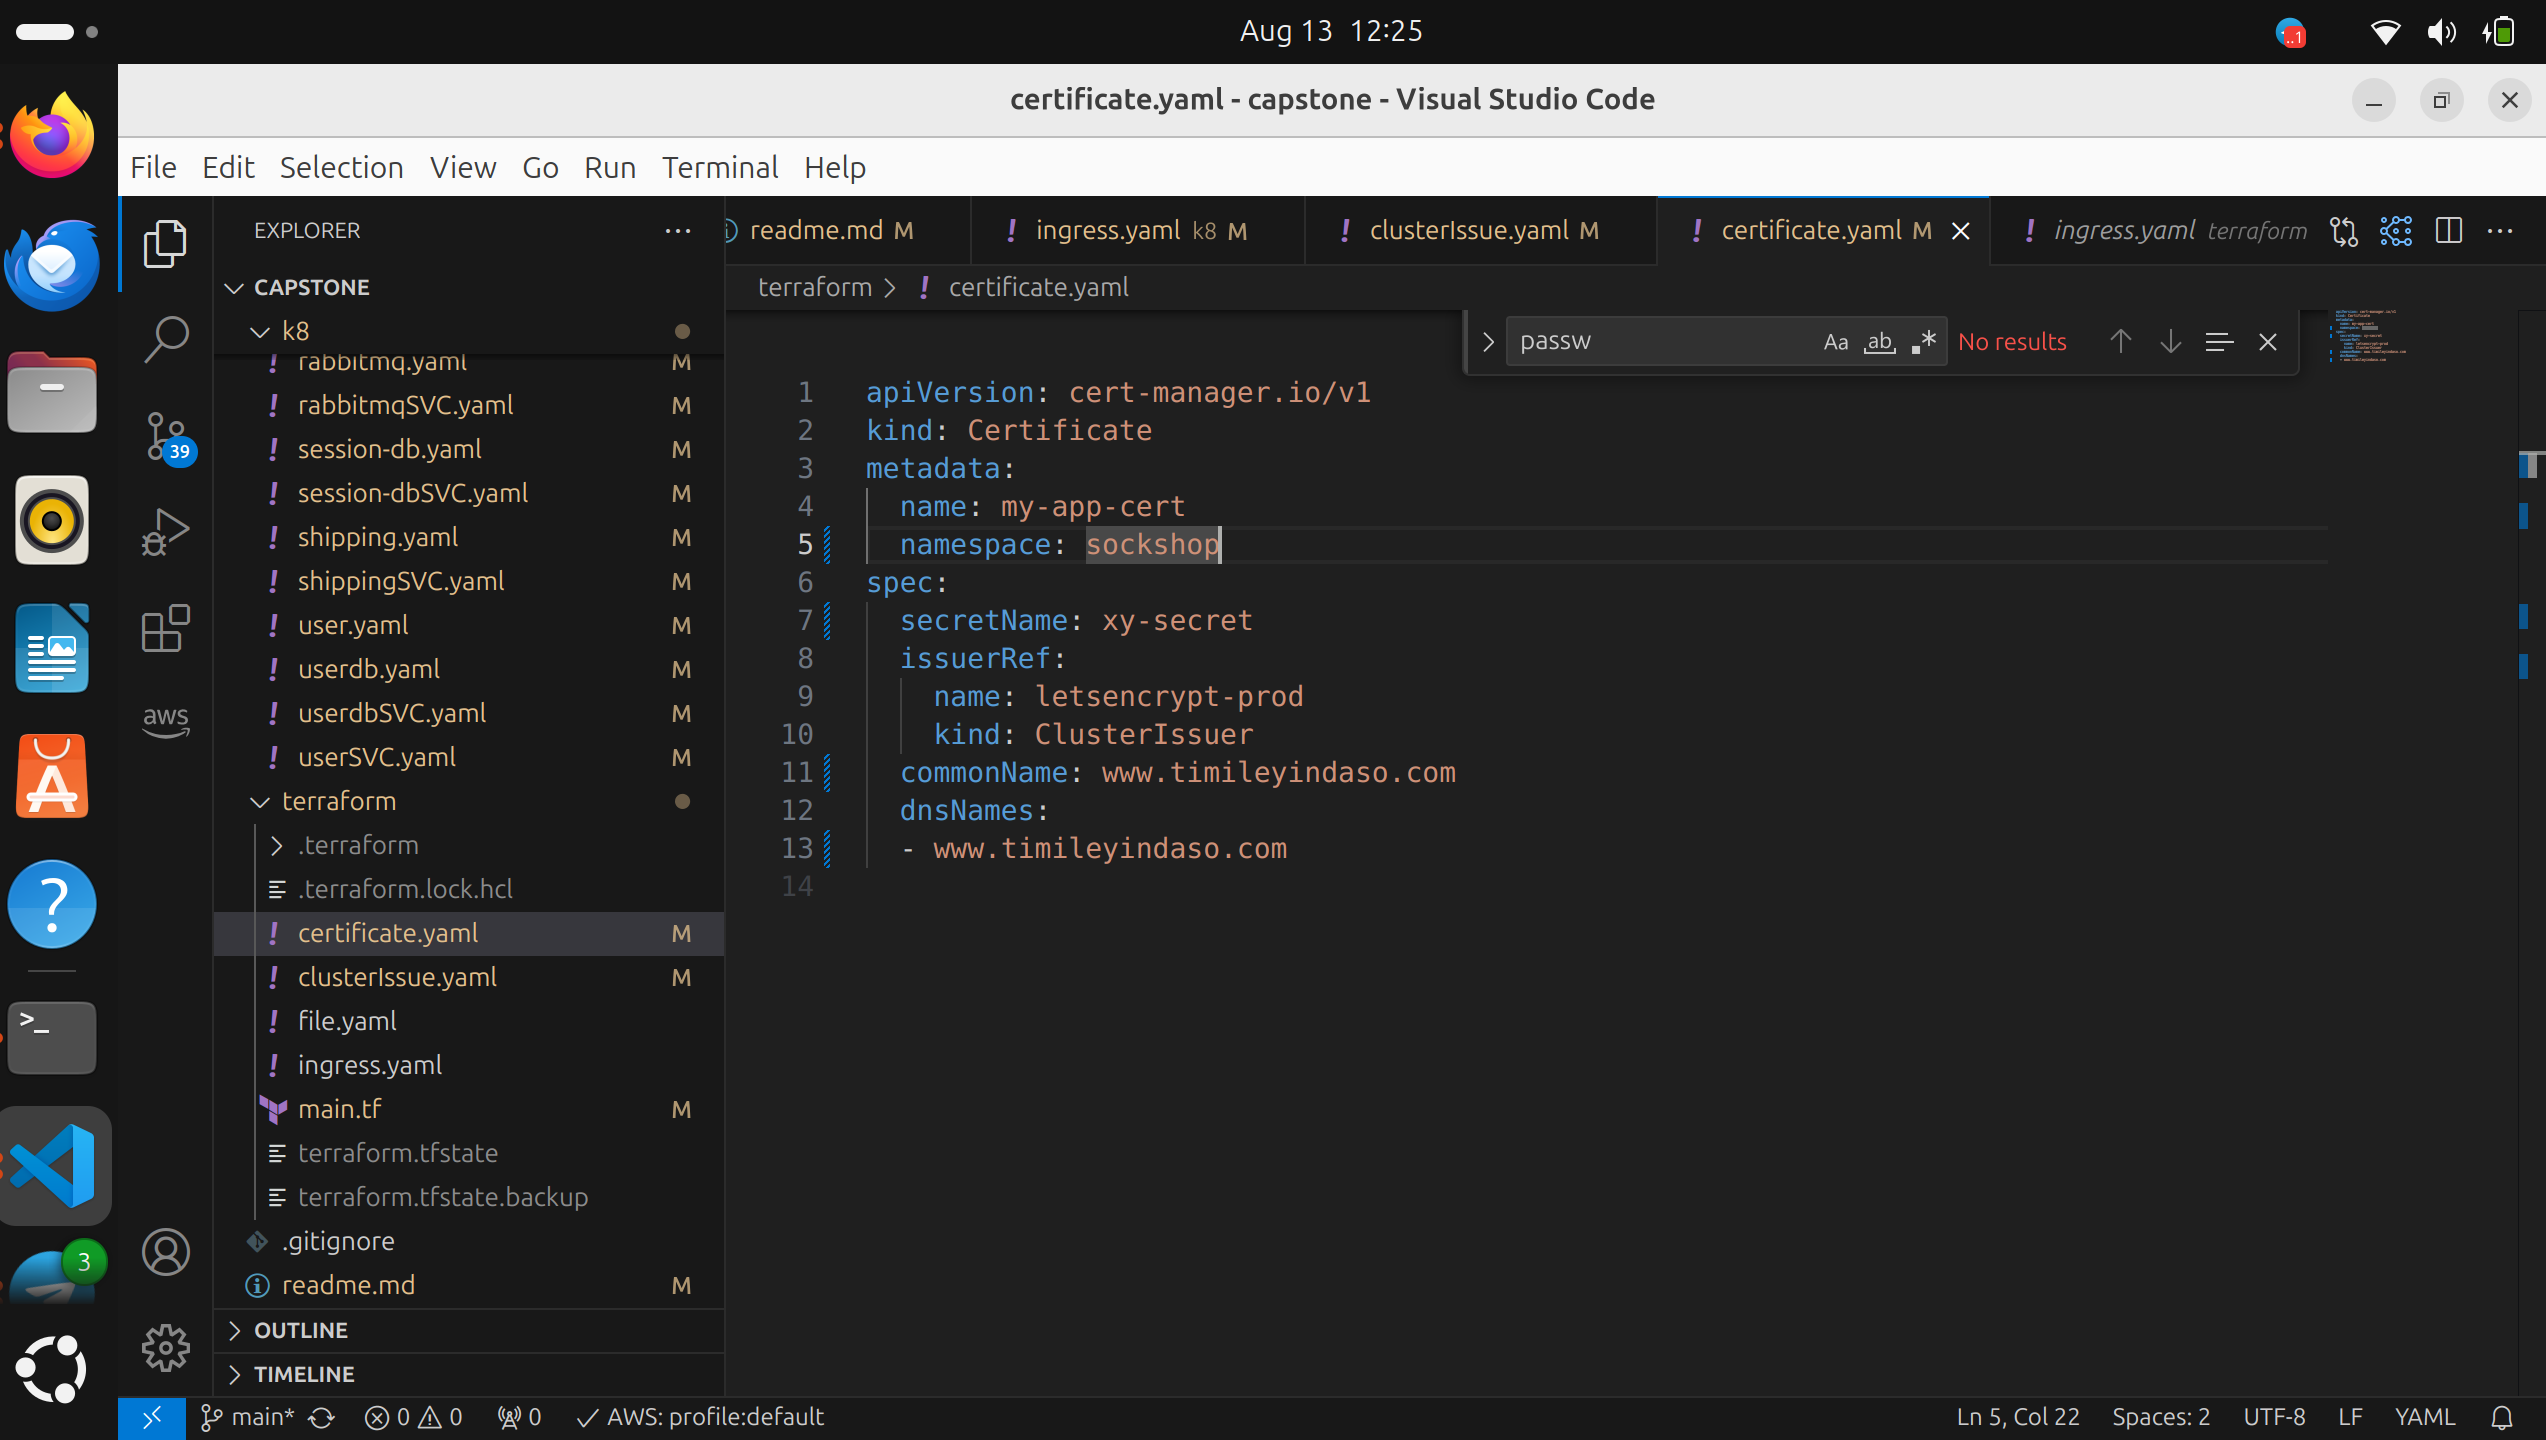 Aug 13 12:25
..1
certificate.yaml - capstone - Visual Studio Code
File Edit Selection View Go Run Terminal Help
EXPLORER
readme.md M
ingress.yaml k8 M
clusterIssue.yaml M
certificate.yaml M
ingress.yaml terraform
CAPSTONE
terraform > certificate.yaml
k8
passw
Aa ab .*
No results
rabbitmq.yaml M
rabbitmqSVC.yaml M
session-db.yaml M
session-dbSVC.yaml M
shipping.yaml M
shippingSVC.yaml M
user.yaml M
userdb.yaml M
userdbSVC.yaml M
userSVC.yaml M
terraform
.terraform
.terraform.lock.hcl
certificate.yaml M
clusterIssue.yaml M
file.yaml
ingress.yaml
main.tf M
terraform.tfstate
terraform.tfstate.backup
.gitignore
readme.md M
OUTLINE
TIMELINE
39
aws
3
1 apiVersion: cert-manager.io/v1
2 kind: Certificate
3 metadata:
4 name: my-app-cert
5 namespace: sockshop
6 spec:
7 secretName: xy-secret
8 issuerRef:
9 name: letsencrypt-prod
10 kind: ClusterIssuer
11 commonName: www.timileyindaso.com
12 dnsNames:
13 - www.timileyindaso.com
14
main* 0 0 0 AWS: profile:default
Ln 5, Col 22 Spaces: 2 UTF-8 LF YAML